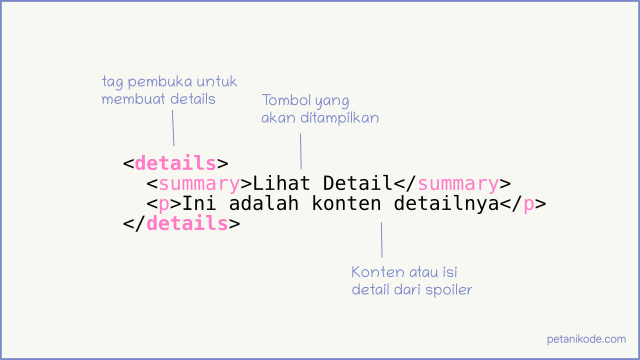 tag pembuka untuk
membuat details
Tombol yang
akan ditampilkan
<details>
<summary>Lihat Detail</summary>
<p>Ini adalah konten detailnya</p>
</details>
Konten atau isi
detail dari spoiler
petanikode.com